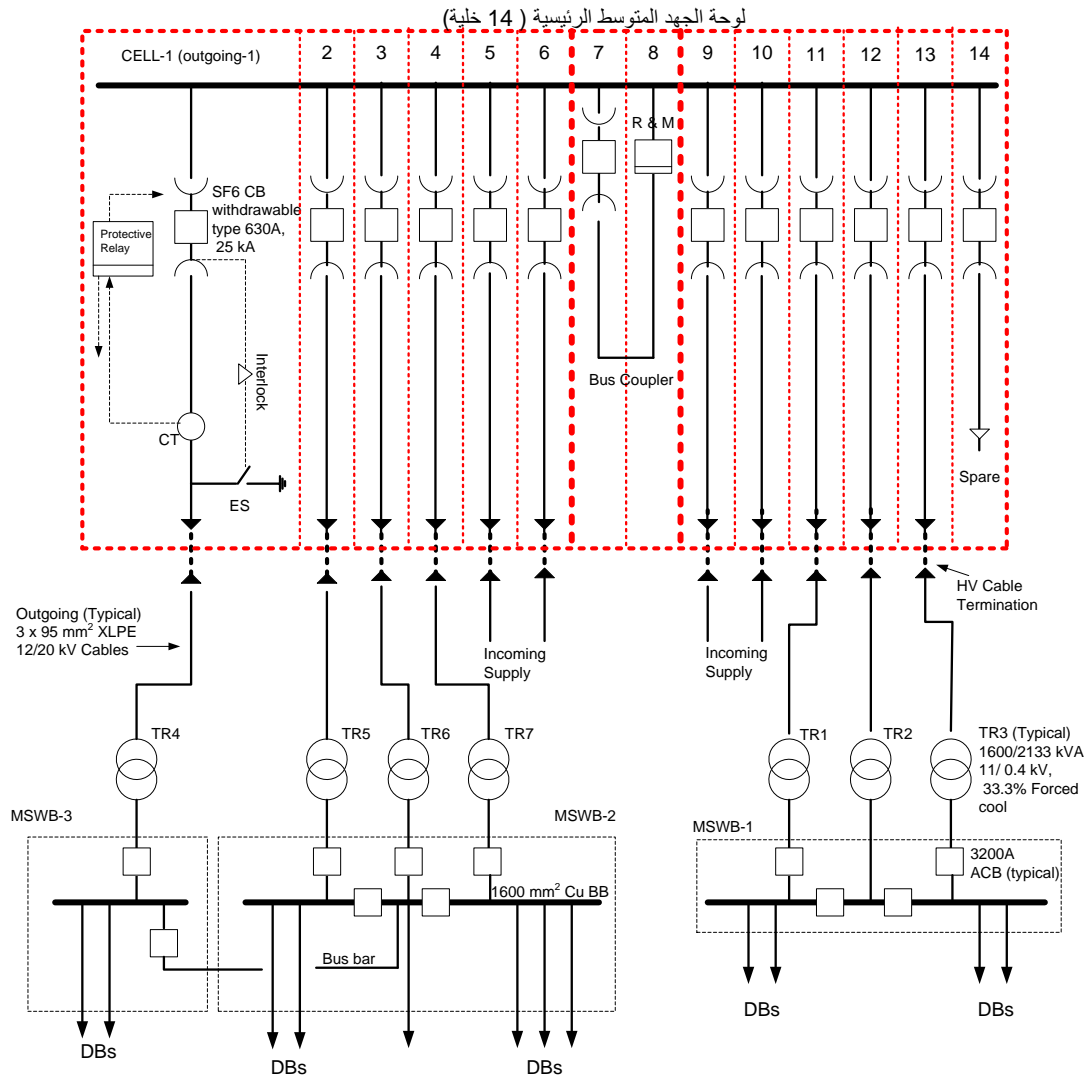 لوحة الجهد المتوسط الرئيسية ( 14 خلية)
CELL-1 (outgoing-1)
2
3
4
5
6
7
8
9
10
11
12
13
14
R & M
SF6 CB
withdrawable
type 630A,
25 kA
Protective
Relay
Interlock
Bus Coupler
CT
ES
Spare
HV Cable
Termination
Outgoing (Typical)
3 x 95 mm² XLPE
12/20 kV Cables
Incoming
Supply
Incoming
Supply
TR4
TR5
TR6
TR7
TR1
TR2
TR3 (Typical)
1600/2133 kVA
11/ 0.4 kV,
33.3% Forced
cool
MSWB-3
MSWB-2
MSWB-1
3200A
ACB (typical)
1600 mm² Cu BB
Bus bar
DBs
DBs
DBs
DBs
DBs